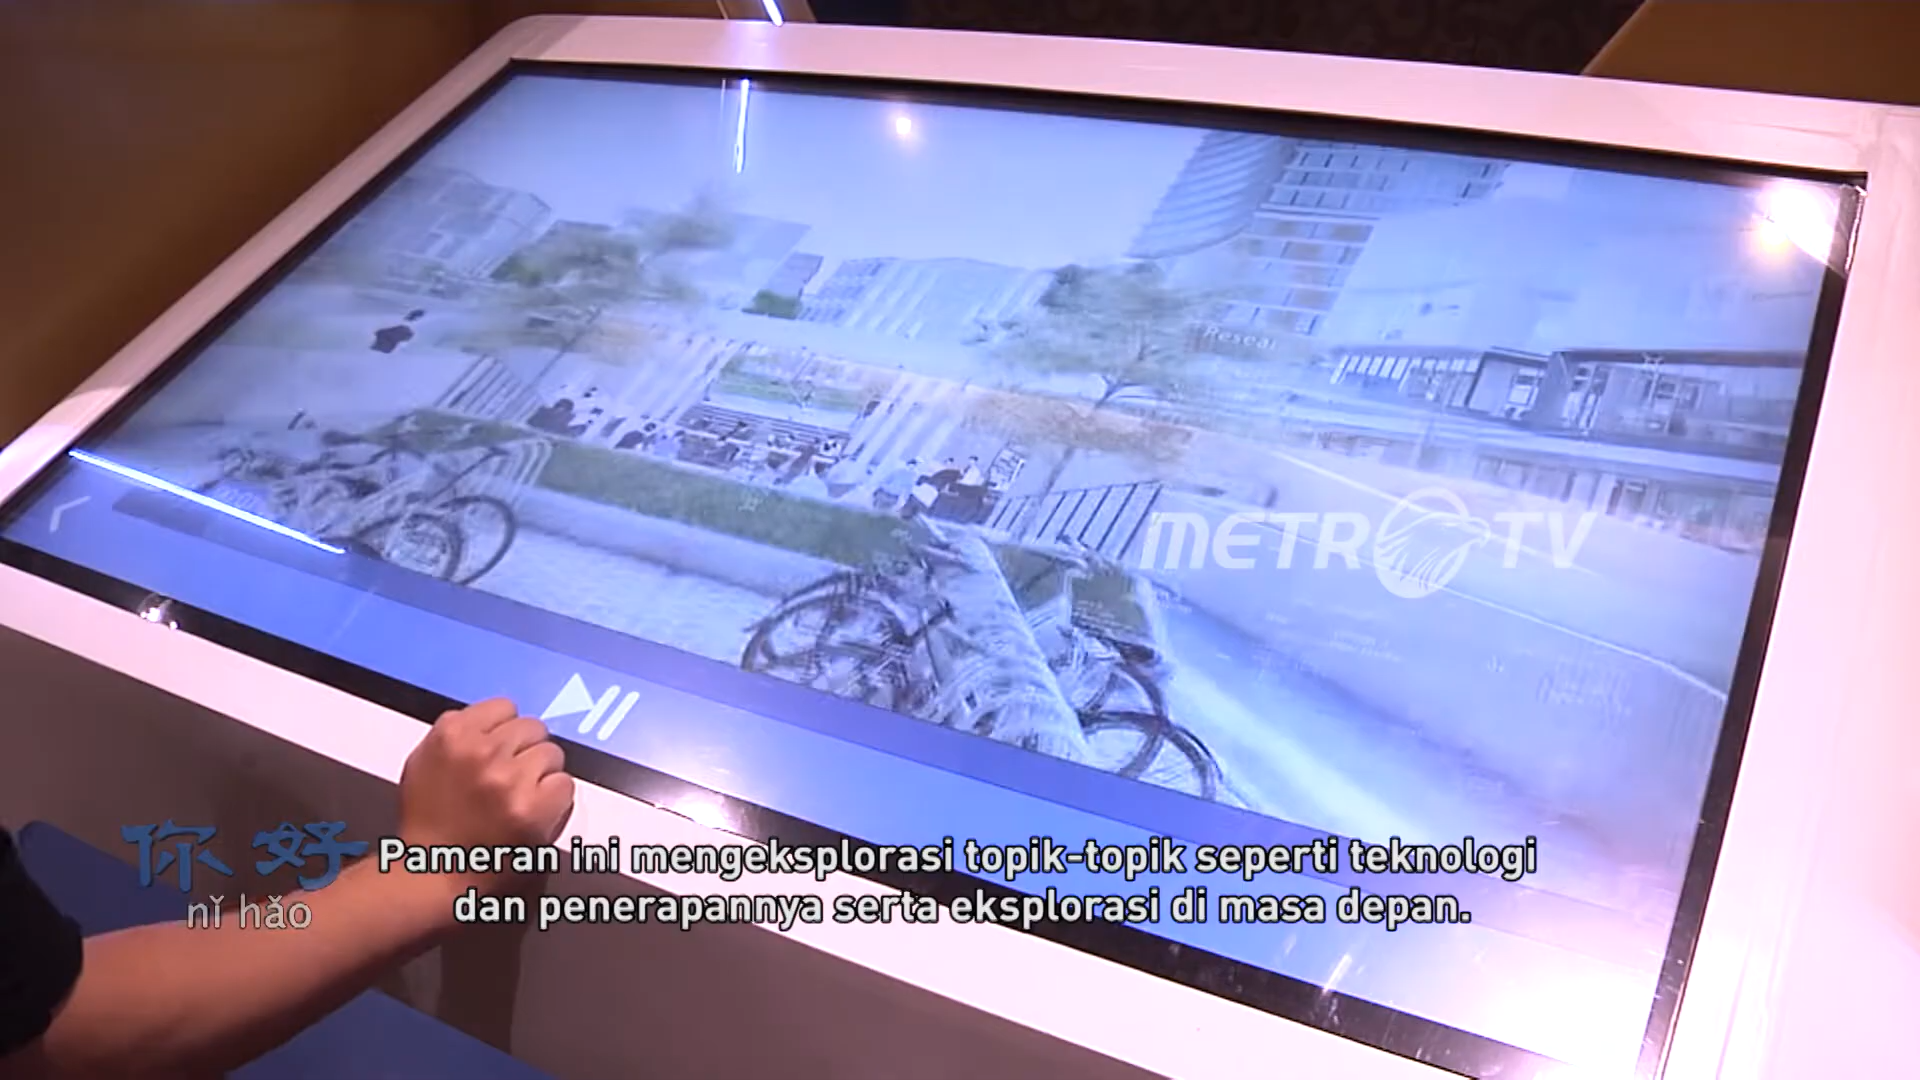 Resear
METRO TV
你好
nǐ hǎo
Pameran ini mengeksplorasi topik-topik seperti teknologi
dan penerapannya serta eksplorasi di masa depan.